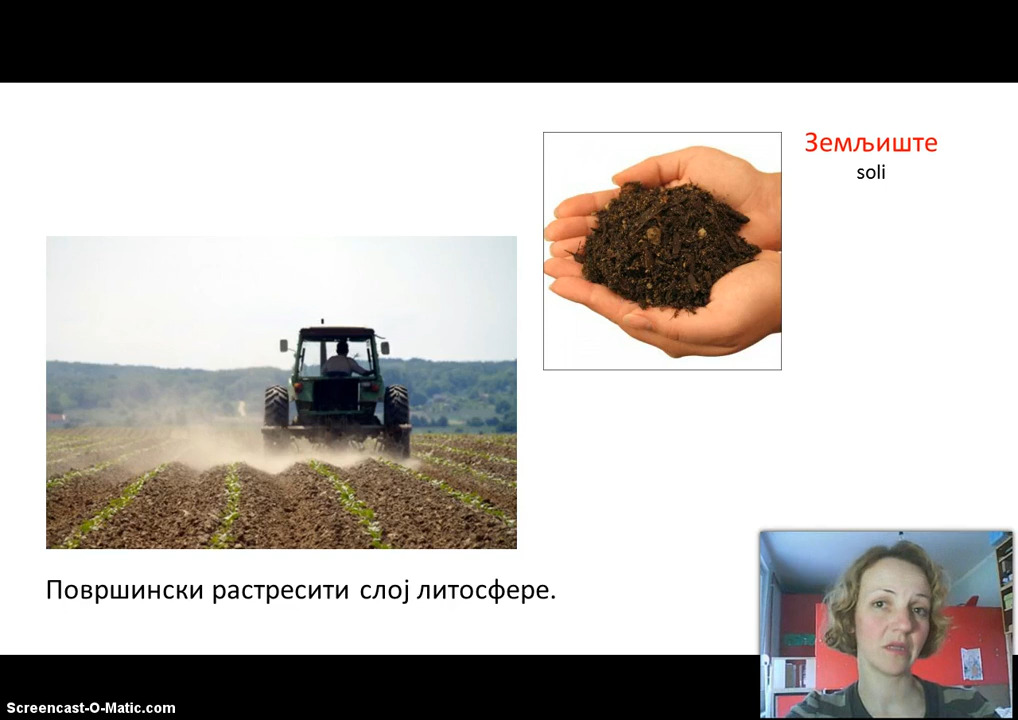 Земљиште
soli
Површински растресити слој литосфере.
Screencast-O-Matic.com